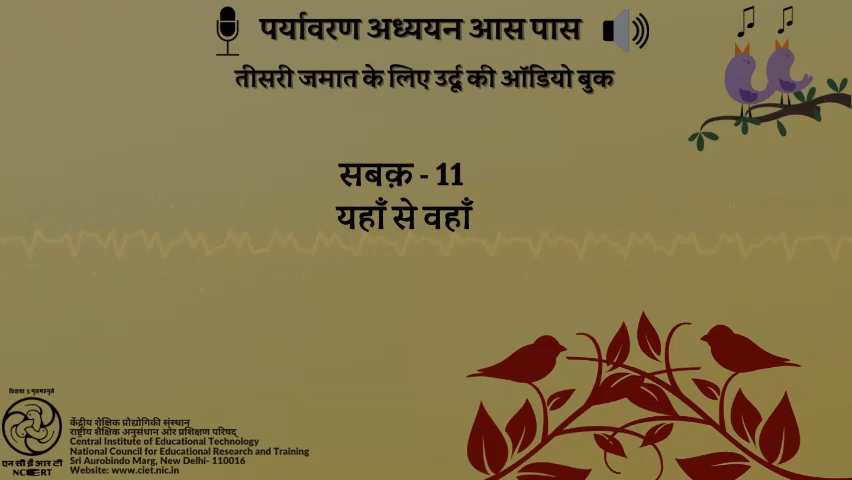 पर्यावरण अध्ययन आस पास
तीसरी जमात के लिए उर्दू की ऑडियो बुक
सबक़ - 11
यहाँ से वहाँ
विद्यया ऽ मृतमश्नुते
एन सी ई आर टी
NCERT
केंद्रीय शैक्षिक प्रौद्योगिकी संस्थान
राष्ट्रीय शैक्षिक अनुसंधान और प्रशिक्षण परिषद्
Central Institute of Educational Technology
National Council for Educational Research and Training
Sri Aurobindo Marg, New Delhi- 110016
Website: www.ciet.nic.in